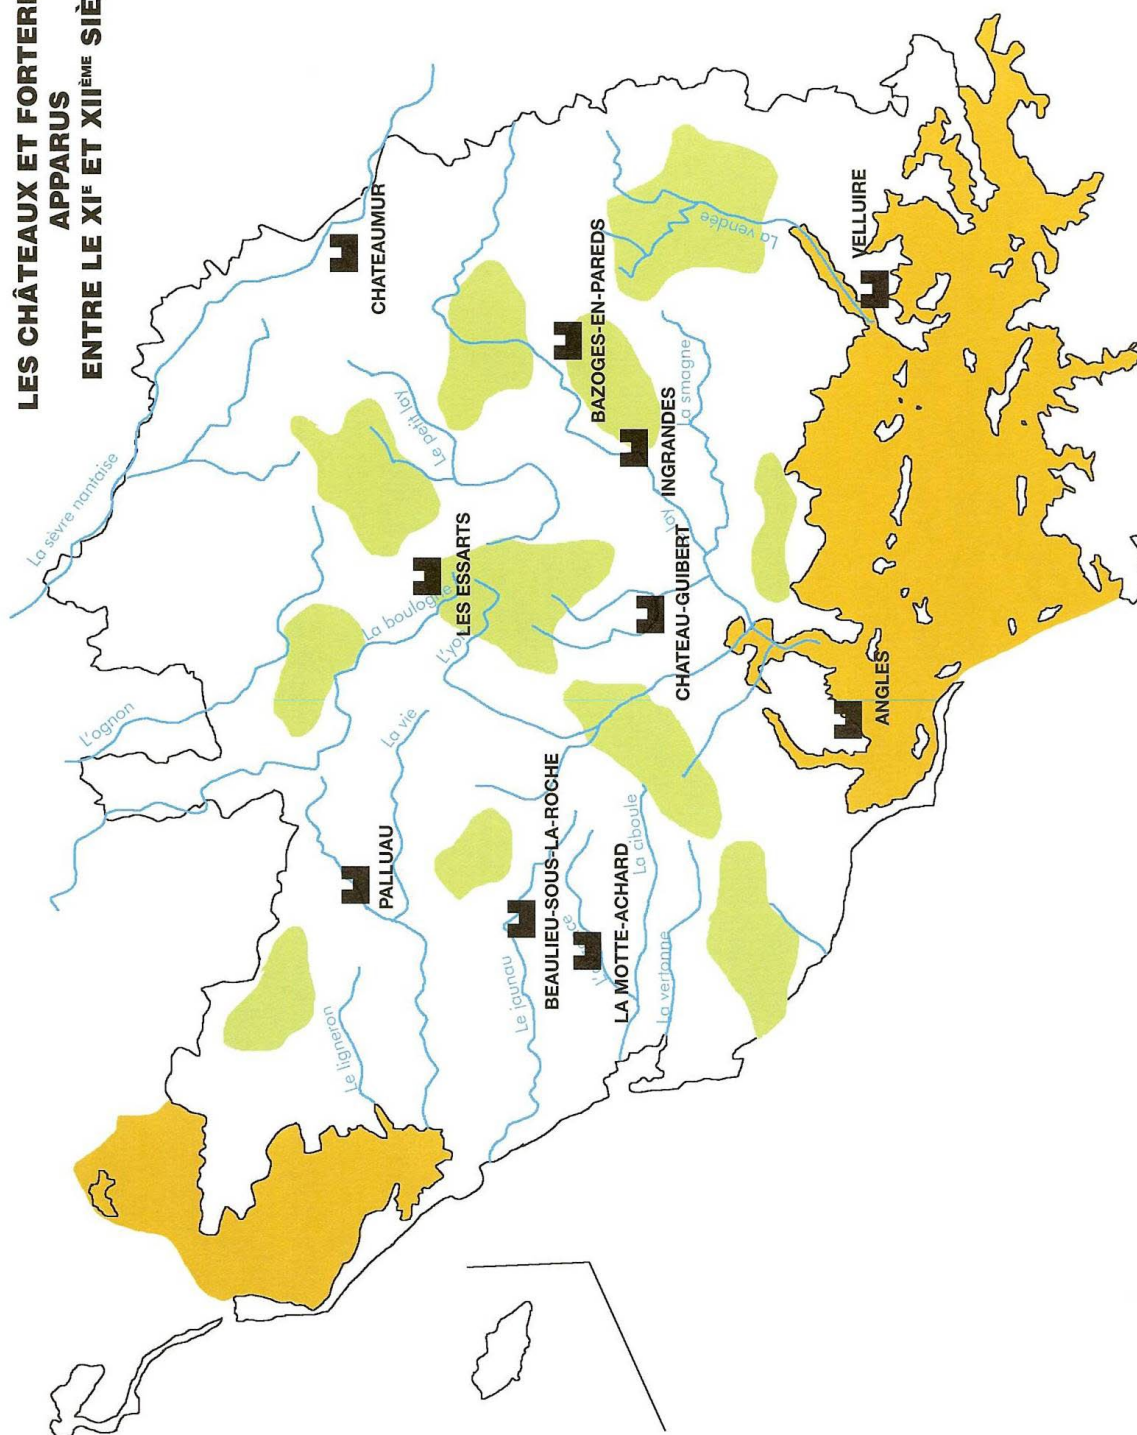 LES CHÂTEAUX ET
APPARUS
ENTRE LE XIᴱ ET XIIÈᴹᴱ SIÈ
La sèvre nantaise
CHATEAUMUR
L'ognon
Le petit lay
La boulogne
LES ESSARTS
L'yon
La vie
PALLUAU
Le ligneron
BAZOGES-EN-PAREDS
La vendée
VELLUIRE
La smagne
INGRANDES
lay
CHATEAU-GUIBERT
ANGLES
BEAULIEU-SOUS-LA-ROCHE
Le jaunau
LA MOTTE-ACHARD
La ciboule
La vertonne